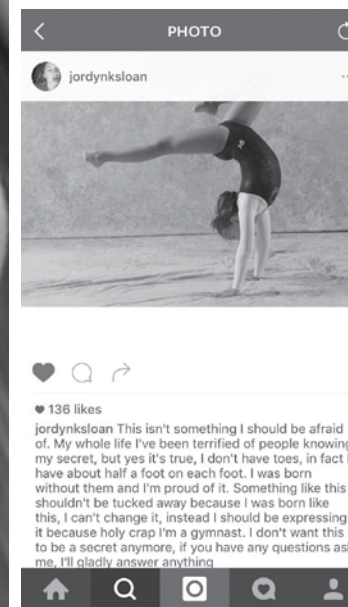 PHOTO
jordynksloan
136 likes
jordynksloan This isn't something I should be afraid
of. My whole life I've been terrified of people knowing
my secret, but yes it's true, I don't have toes, in fact I
have about half a foot on each foot. I was born
without them and I'm proud of it. Something like this
shouldn't be tucked away because I was born like
this, I can't change it, instead I should be expressing
it because holy crap I'm a gymnast. I don't want this
to be a secret anymore, if you have any questions ask
me, I'll gladly answer anything